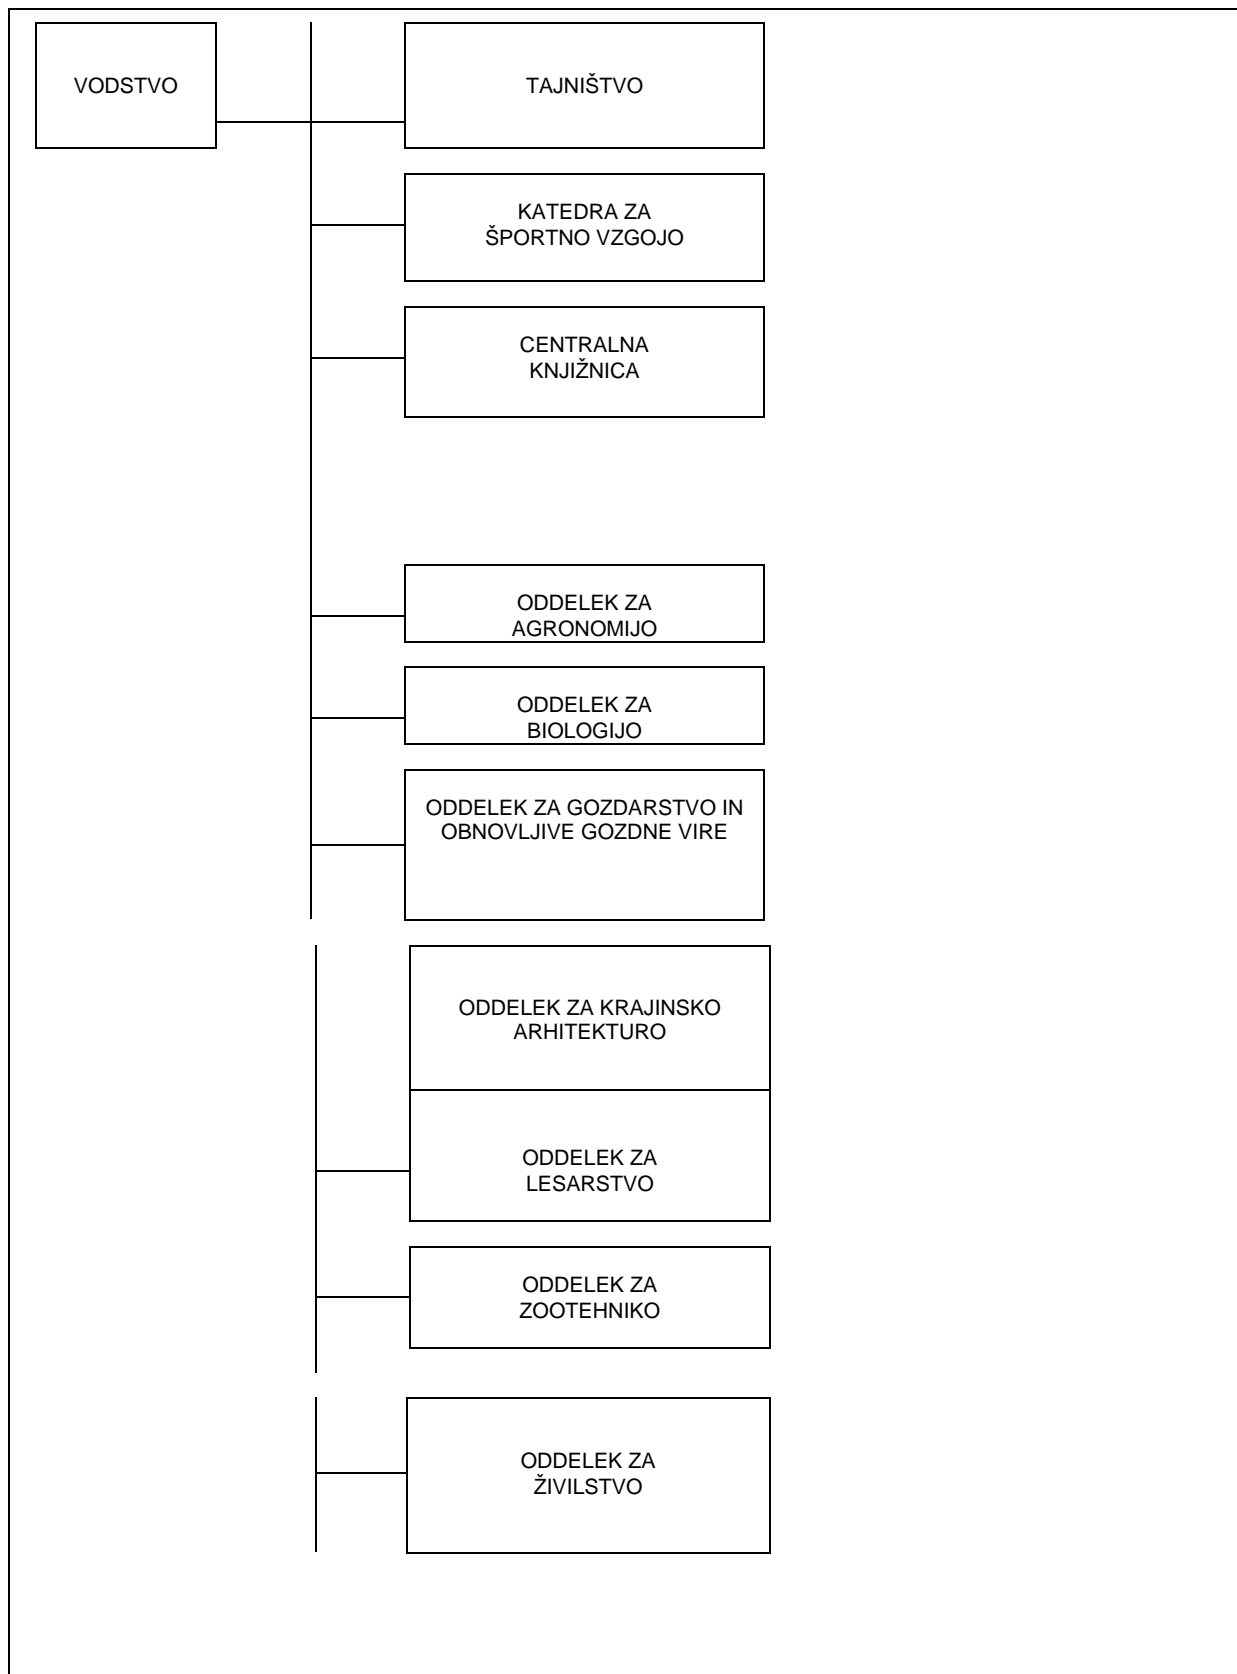 VODSTVO
TAJNIŠTVO
KATEDRA ZA
ŠPORTNO VZGOJO
CENTRALNA
KNJIŽNICA
ODDELEK ZA
AGRONOMIJO
ODDELEK ZA
BIOLOGIJO
ODDELEK ZA GOZDARSTVO IN
OBNOVLJIVE GOZDNE VIRE
ODDELEK ZA KRAJINSKO
ARHITEKTURO
ODDELEK ZA
LESARSTVO
ODDELEK ZA
ZOOTEHNIKO
ODDELEK ZA
ŽIVILSTVO